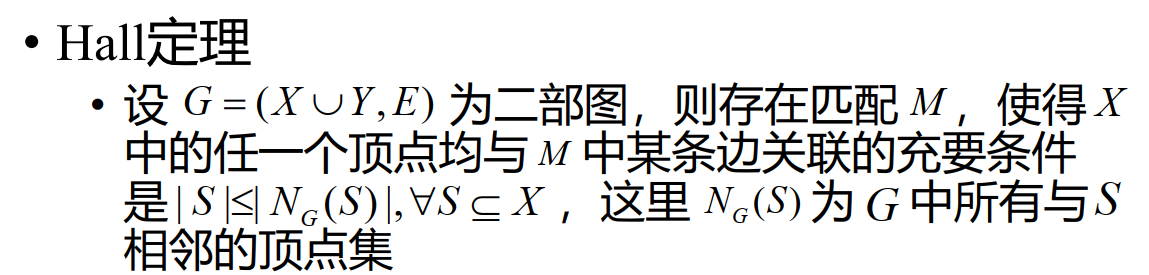 • Hall定理
• 设 G = (X ∪ Y, E) 为二部图，则存在匹配 M ，使得 X
中的任一个顶点均与 M 中某条边关联的充要条件
是 | S |≤| N_G(S) |, ∀S ⊆ X ，这里 N_G(S) 为 G 中所有与 S
相邻的顶点集